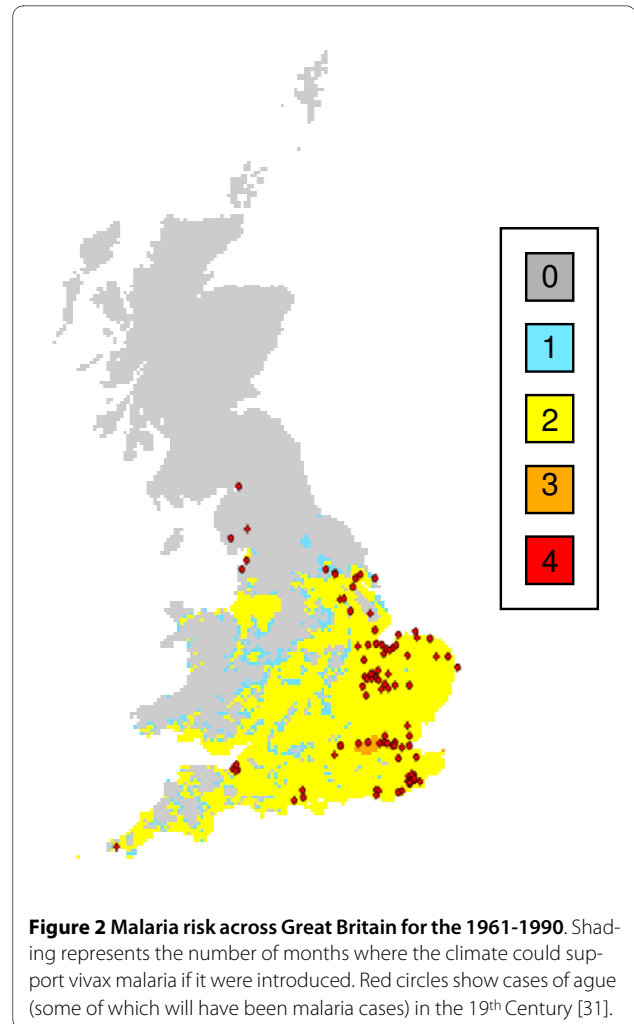 0
1
2
3
4
Figure 2 Malaria risk across Great Britain for the 1961-1990. Shad-
ing represents the number of months where the climate could sup-
port vivax malaria if it were introduced. Red circles show cases of ague
(some of which will have been malaria cases) in the 19th Century [31].